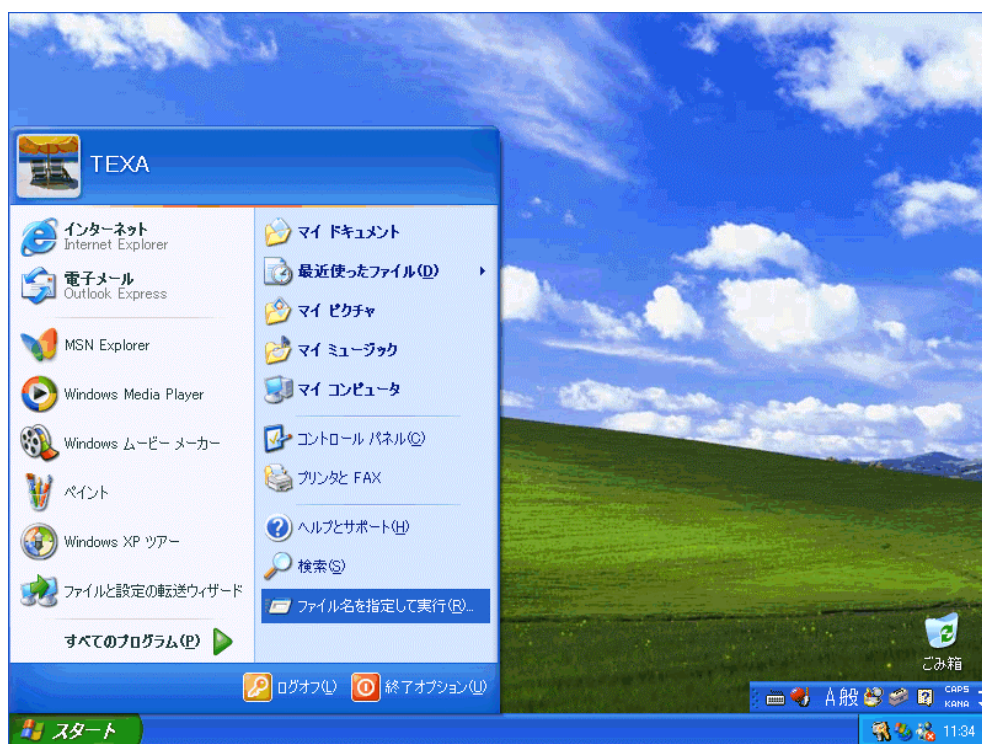 TEXA
インターネット
Internet Explorer
電子メール
Outlook Express
MSN Explorer
Windows Media Player
Windows ムービー メーカー
ペイント
Windows XP ツアー
ファイルと設定の転送ウィザード
すべてのプログラム(P)
マイ ドキュメント
最近使ったファイル(D)
マイ ピクチャ
マイ ミュージック
マイ コンピュータ
コントロール パネル(C)
プリンタと FAX
ヘルプとサポート(H)
検索(S)
ファイル名を指定して実行(R)...
ログオフ(L)
終了オプション(U)
ごみ箱
A般
CAPS
KANA
スタート
11:34